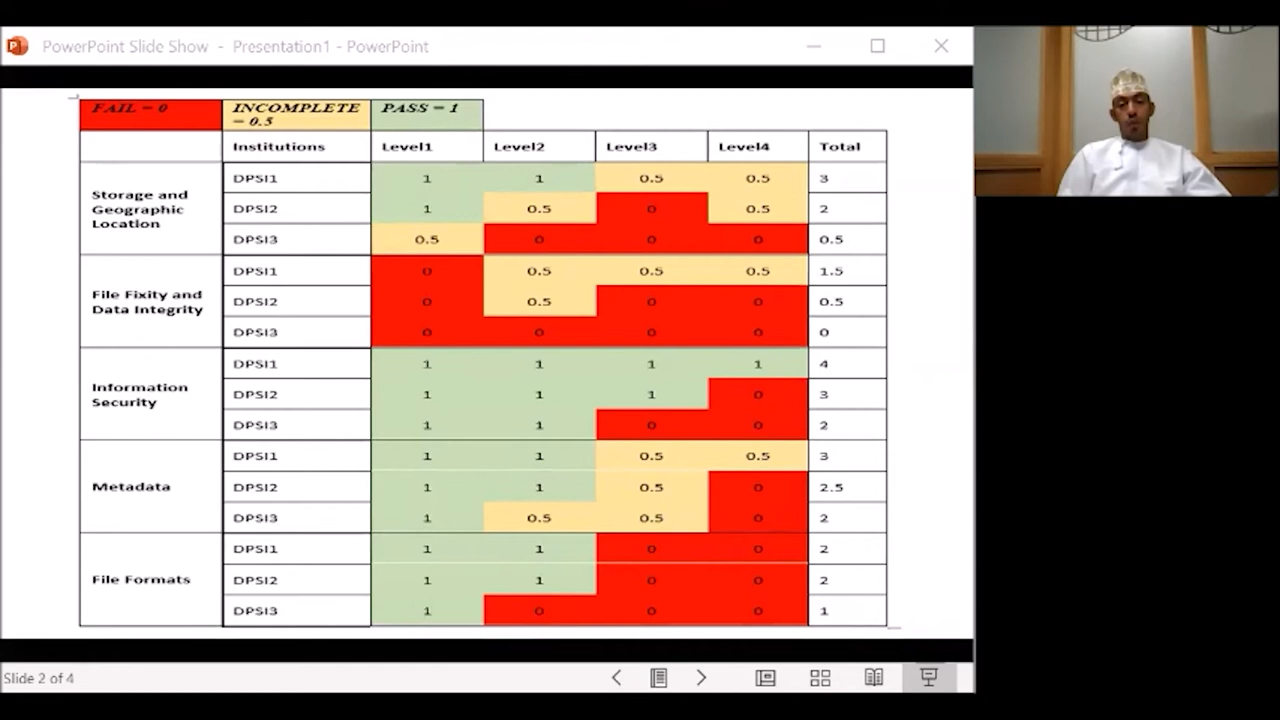 PowerPoint Slide Show - Presentation1 - PowerPoint
FAIL = 0 INCOMPLETE = 0.5 PASS = 1
Institutions Level1 Level2 Level3 Level4 Total
Storage and Geographic Location
DPSI1 1 1 0.5 0.5 3
DPSI2 1 0.5 0 0.5 2
DPSI3 0.5 0 0 0 0.5
File Fixity and Data Integrity
DPSI1 0 0.5 0.5 0.5 1.5
DPSI2 0 0.5 0 0 0.5
DPSI3 0 0 0 0 0
Information Security
DPSI1 1 1 1 1 4
DPSI2 1 1 1 0 3
DPSI3 1 1 0 0 2
Metadata
DPSI1 1 1 0.5 0.5 3
DPSI2 1 1 0.5 0 2.5
DPSI3 1 0.5 0.5 0 2
File Formats
DPSI1 1 1 0 0 2
DPSI2 1 1 0 0 2
DPSI3 1 0 0 0 1
Slide 2 of 4